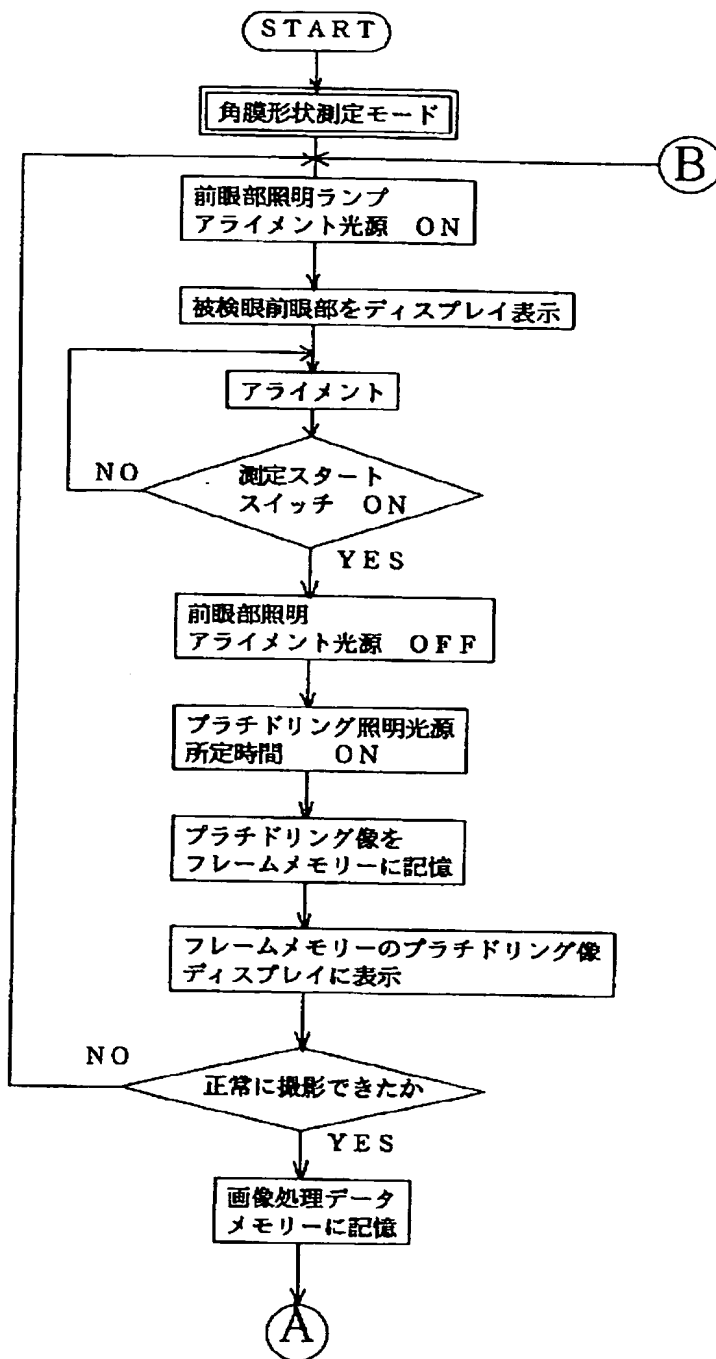 START
角膜形状測定モード
B
前眼部照明ランプ
アライメント光源 ON
被検眼前眼部をディスプレイ表示
アライメント
NO
測定スタート
スイッチ ON
YES
前眼部照明
アライメント光源 OFF
プラチドリング照明光源
所定時間 ON
プラチドリング像を
フレームメモリーに記憶
フレームメモリーのプラチドリング像
ディスプレイに表示
NO
正常に撮影できたか
YES
画像処理データ
メモリーに記憶
A